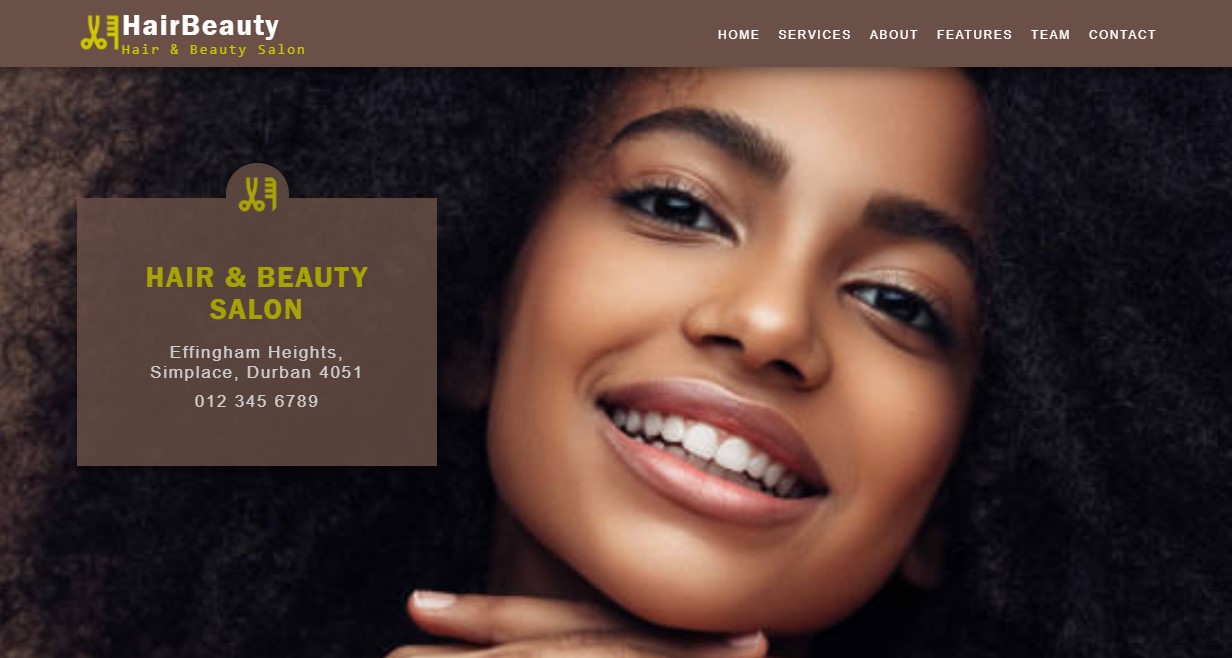 HairBeauty
Hair & Beauty Salon
HOME SERVICES ABOUT FEATURES TEAM CONTACT
HAIR & BEAUTY
SALON
Effingham Heights,
Simplace, Durban 4051
012 345 6789